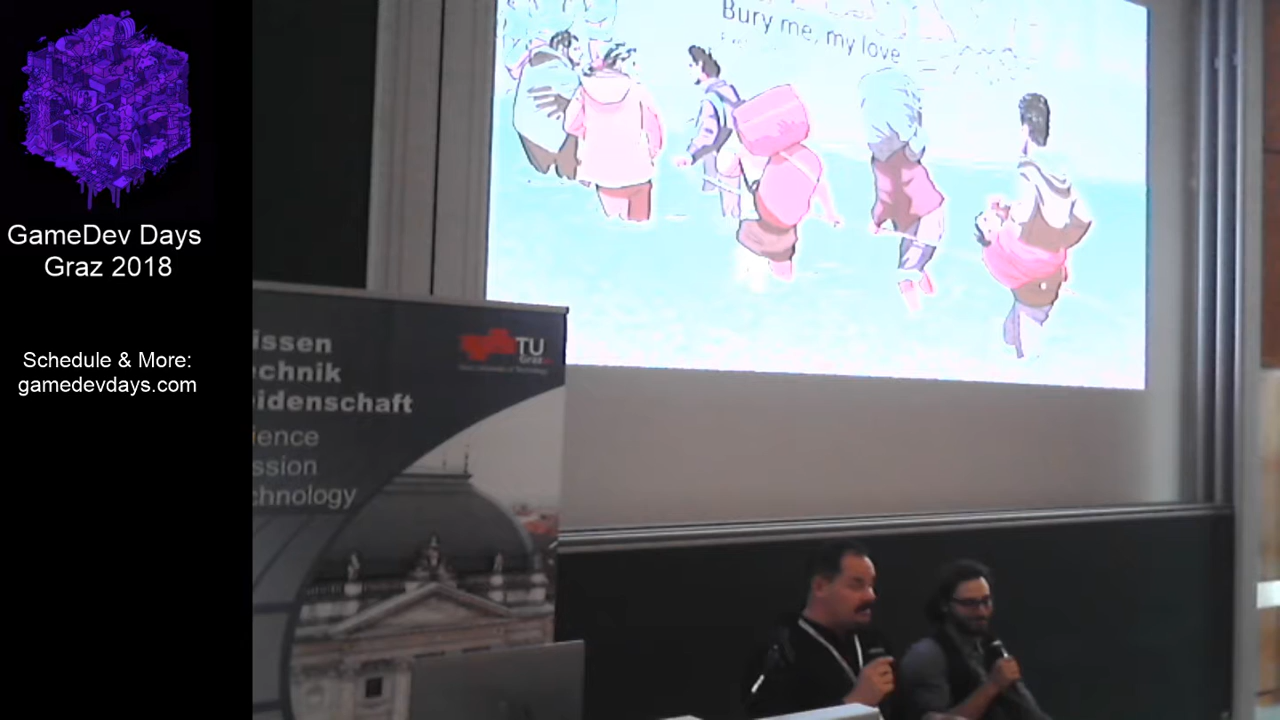 GameDev Days
Graz 2018
Schedule & More:
gamedevdays.com
Bury me, my love
issen
echnik
eidenschaft
ience
ssion
chnology
TU
Graz